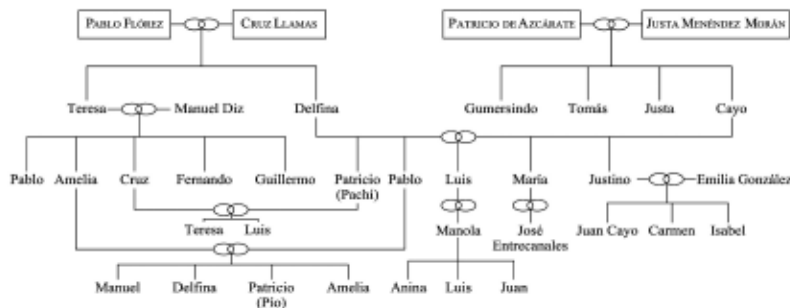 PABLO FLÓREZ CRUZ LLAMAS PATRICIO DE AZCÁRATE JUSTA MENÉNDEZ MORÁN
Teresa Manuel Diz Delfina Gumersindo Tomás Justa Cayo
Pablo Amelia Cruz Fernando Guillermo Patricio Pablo Luis María Justino Emilia González
(Pachi)
Teresa Luis Manola José Juan Cayo Carmen Isabel
Entrecanales
Manuel Delfina Patricio Amelia Anina Luis Juan
(Pío)